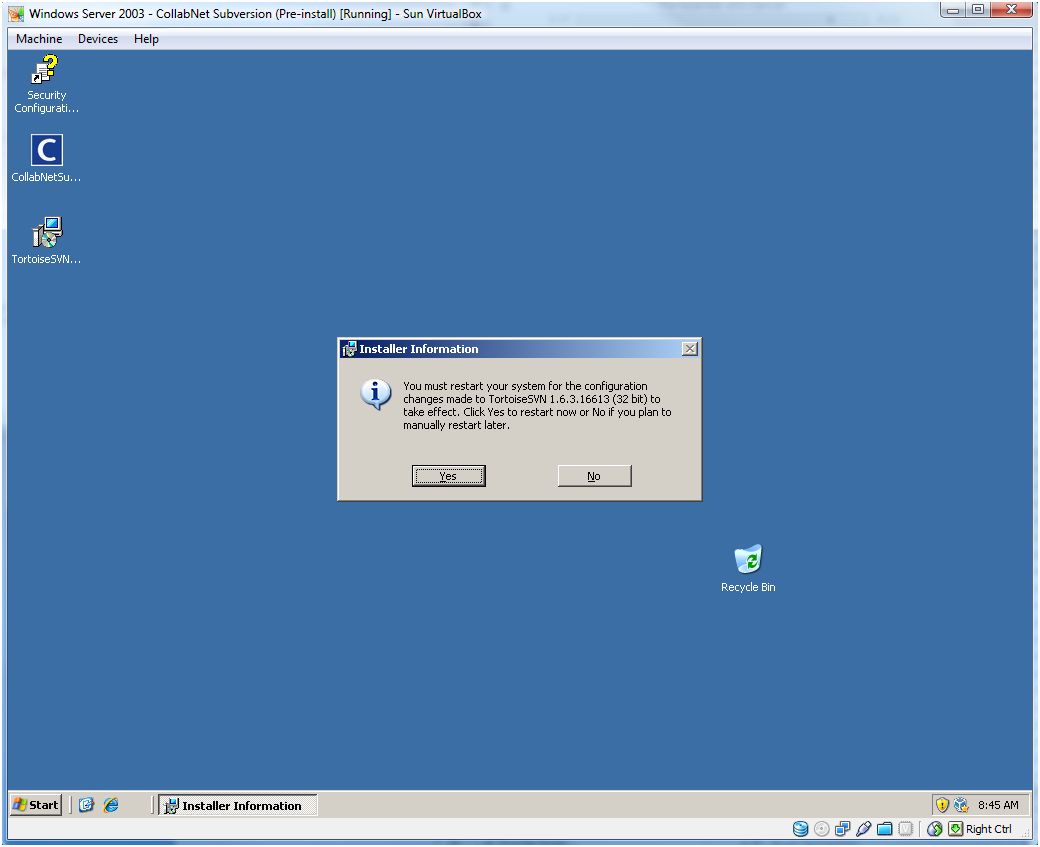 Windows Server 2003 - CollabNet Subversion (Pre-install) [Running] - Sun VirtualBox
Machine Devices Help
Security
Configurati...
C
CollabNetSu...
TortoiseSVN...
Installer Information
You must restart your system for the configuration
changes made to TortoiseSVN 1.6.3.16613 (32 bit) to
take effect. Click Yes to restart now or No if you plan to
manually restart later.
Yes No
Recycle Bin
Start Installer Information 8:45 AM
Right Ctrl